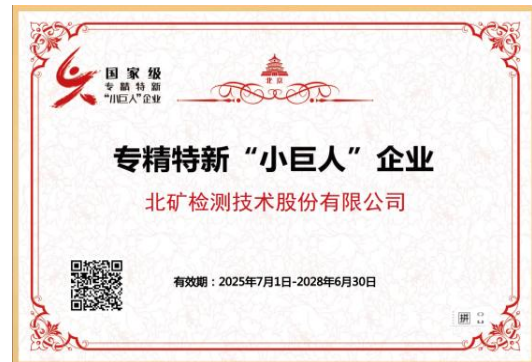 国家级
专精特新
“小巨人”企业
北京
专精特新“小巨人”企业
北矿检测技术股份有限公司
有效期：2025年7月1日-2028年6月30日
拼